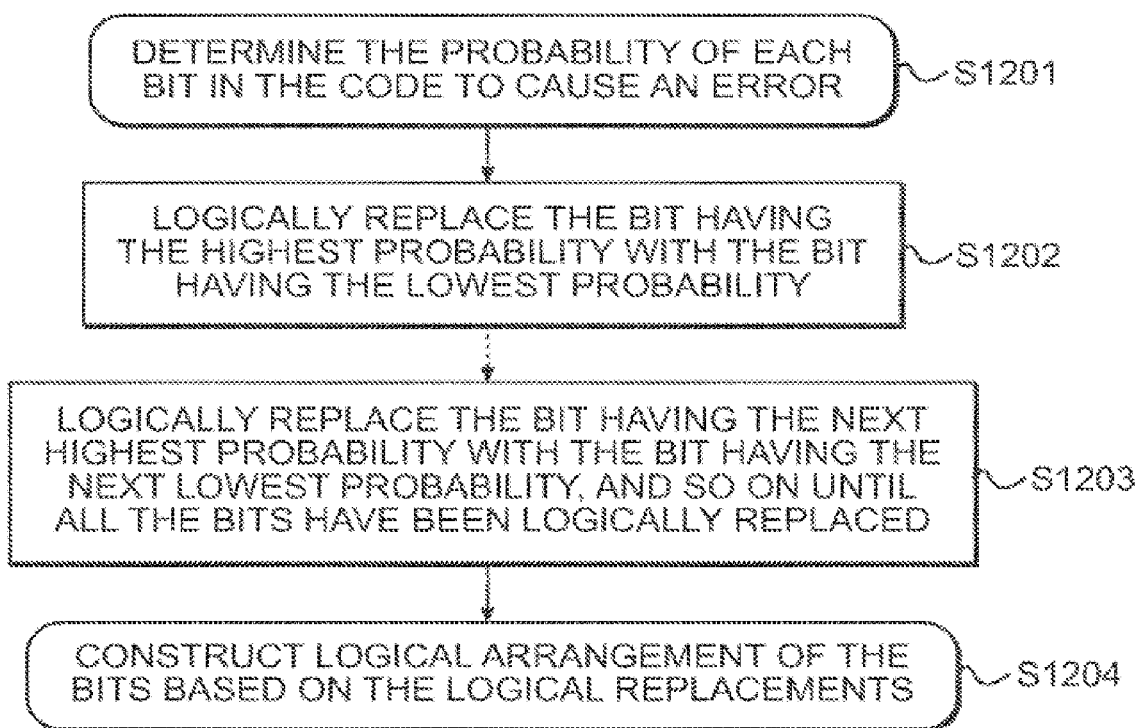 DETERMINE THE PROBABILITY OF EACH
BIT IN THE CODE TO CAUSE AN ERROR
S1201
LOGICALLY REPLACE THE BIT HAVING
THE HIGHEST PROBABILITY WITH THE BIT
HAVING THE LOWEST PROBABILITY
S1202
LOGICALLY REPLACE THE BIT HAVING THE NEXT
HIGHEST PROBABILITY WITH THE BIT HAVING THE
NEXT LOWEST PROBABILITY, AND SO ON UNTIL
ALL THE BITS HAVE BEEN LOGICALLY REPLACED
S1203
CONSTRUCT LOGICAL ARRANGEMENT OF THE
BITS BASED ON THE LOGICAL REPLACEMENTS
S1204